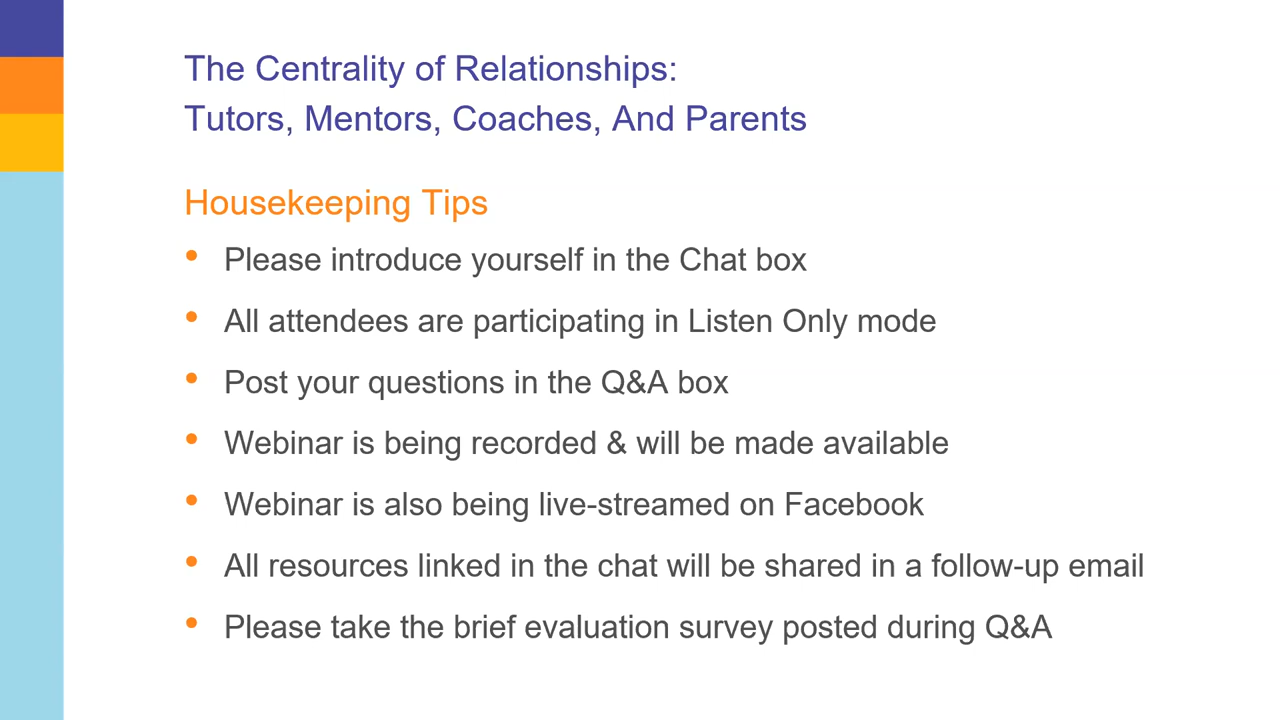 The Centrality of Relationships:
Tutors, Mentors, Coaches, And Parents
Housekeeping Tips
• Please introduce yourself in the Chat box
• All attendees are participating in Listen Only mode
• Post your questions in the Q&A box
• Webinar is being recorded & will be made available
• Webinar is also being live-streamed on Facebook
• All resources linked in the chat will be shared in a follow-up email
• Please take the brief evaluation survey posted during Q&A